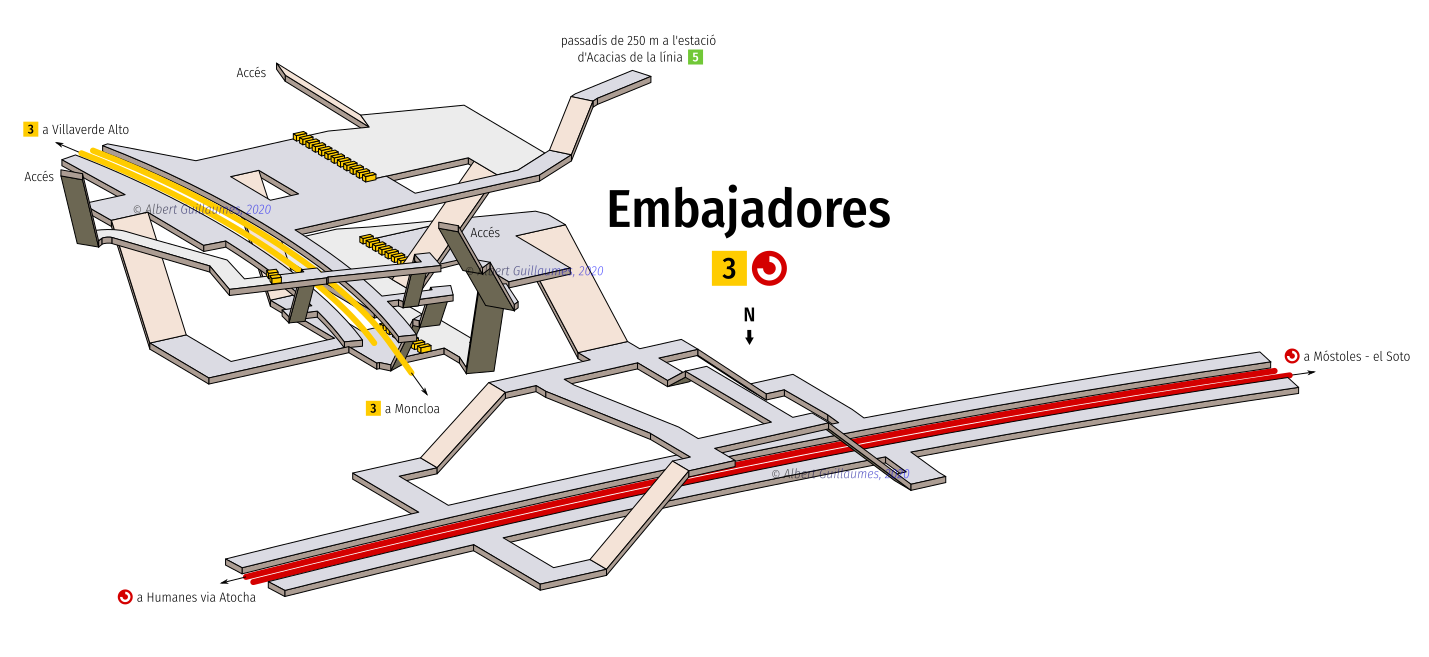 passadís de 250 m a l'estació
d'Acacias de la línia 5
Accés
3 a Villaverde Alto
Accés
© Albert Guillaumes, 2020
Accés
© Albert Guillaumes, 2020
Embajadores
3
N
a Móstoles - el Soto
3 a Moncloa
© Albert Guillaumes, 2020
a Humanes via Atocha